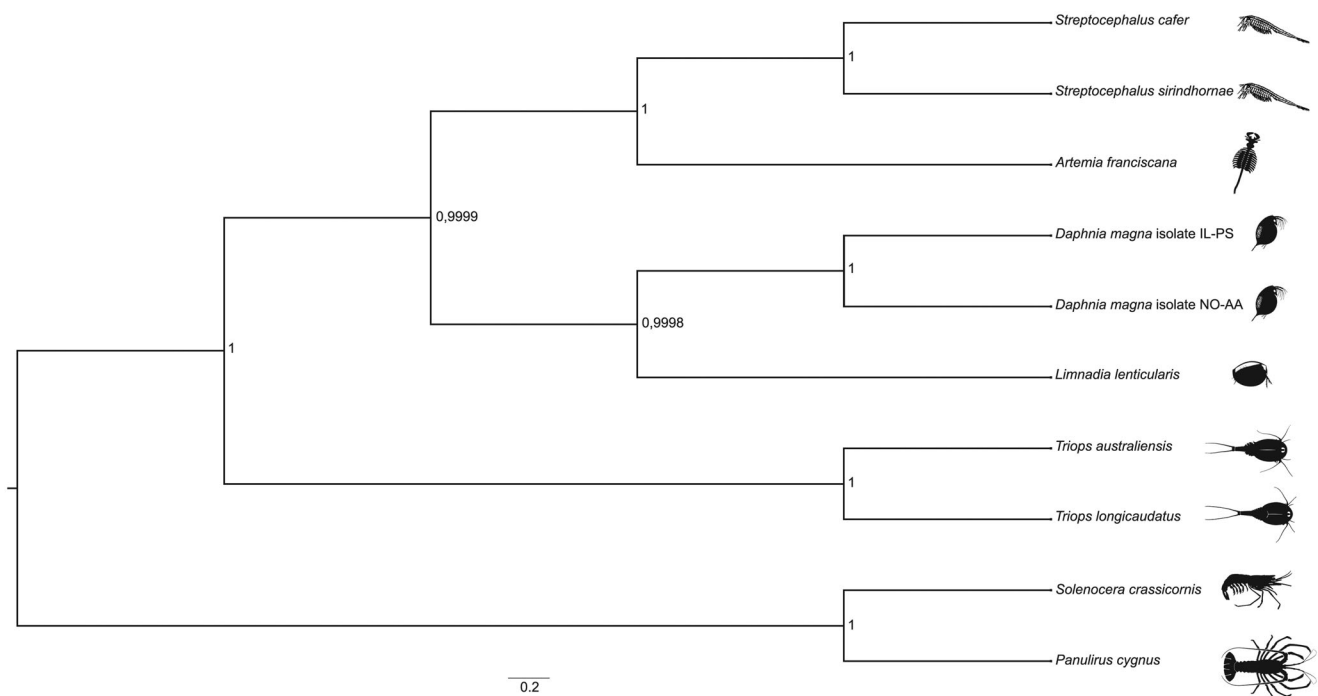 Streptocephalus cafer
1
Streptocephalus sirindhornae
1
Artemia franciscana
0,9999
Daphnia magna isolate IL-PS
1
Daphnia magna isolate NO-AA
0,9998
1
Limnadia lenticularis
Triops australiensis
1
Triops longicaudatus
Solenocera crassicornis
1
Panulirus cygnus
0.2